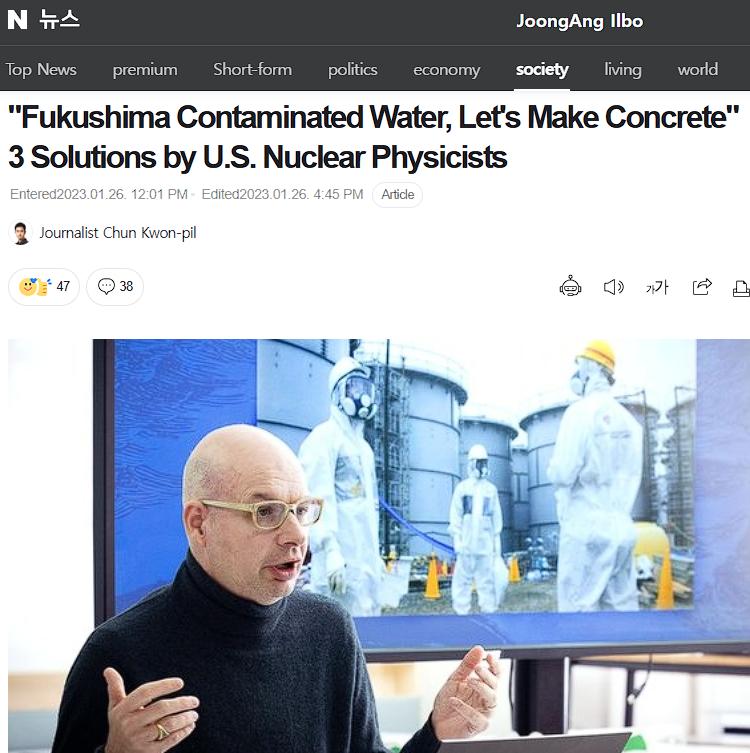 N 뉴스
JoongAng Ilbo
Top News premium Short-form politics economy society living world
"Fukushima Contaminated Water, Let's Make Concrete"
3 Solutions by U.S. Nuclear Physicists
Entered2023.01.26. 12:01 PM · Edited2023.01.26. 4:45 PM Article
Journalist Chun Kwon-pil
47 38
가가